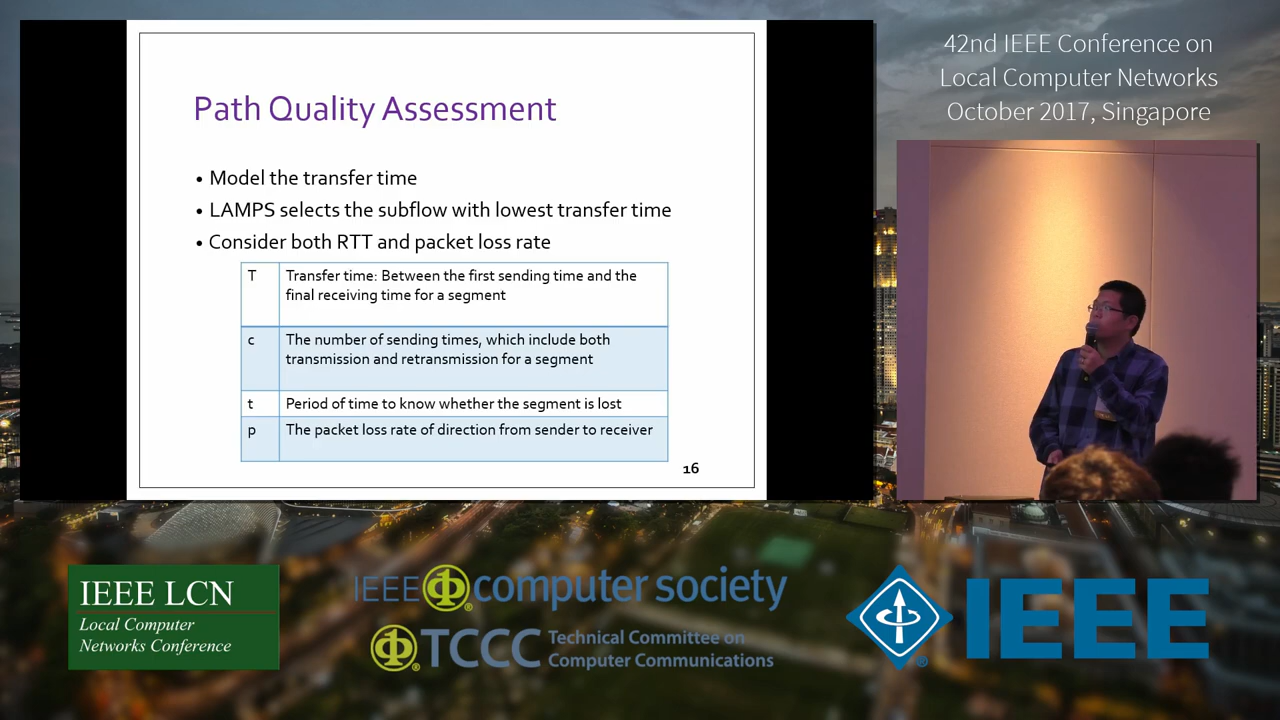 Path Quality Assessment
• Model the transfer time
• LAMPS selects the subflow with lowest transfer time
• Consider both RTT and packet loss rate
T Transfer time: Between the first sending time and the
final receiving time for a segment
c The number of sending times, which include both
transmission and retransmission for a segment
t Period of time to know whether the segment is lost
p The packet loss rate of direction from sender to receiver
16
42nd IEEE Conference on
Local Computer Networks
October 2017, Singapore
IEEE LCN
Local Computer
Networks Conference
IEEE computer society
®
TCCC Technical Committee on
Computer Communications
®
IEEE
®